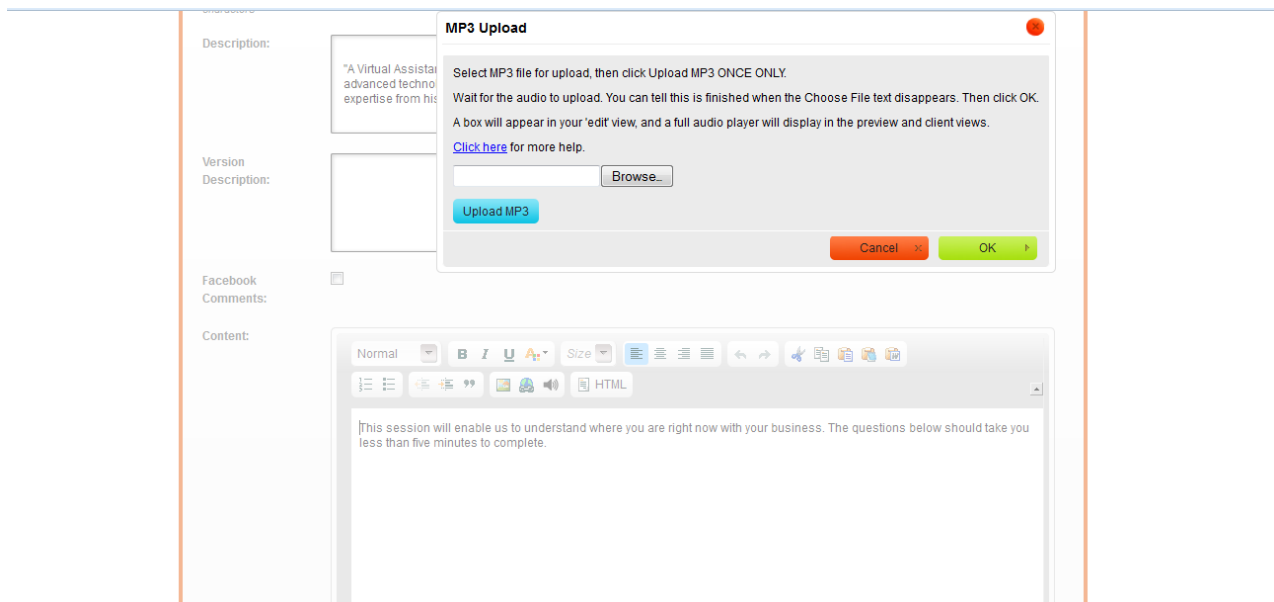 MP3 Upload
Description:
"A Virtual Assista
advanced techno
expertise from his
Select MP3 file for upload, then click Upload MP3 ONCE ONLY.
Wait for the audio to upload. You can tell this is finished when the Choose File text disappears. Then click OK.
A box will appear in your 'edit' view, and a full audio player will display in the preview and client views.
Click here for more help.
Browse...
Upload MP3
Cancel
OK
Version
Description:
Facebook
Comments:
Content:
Normal
B I U A Size
HTML
This session will enable us to understand where you are right now with your business. The questions below should take you
less than five minutes to complete.